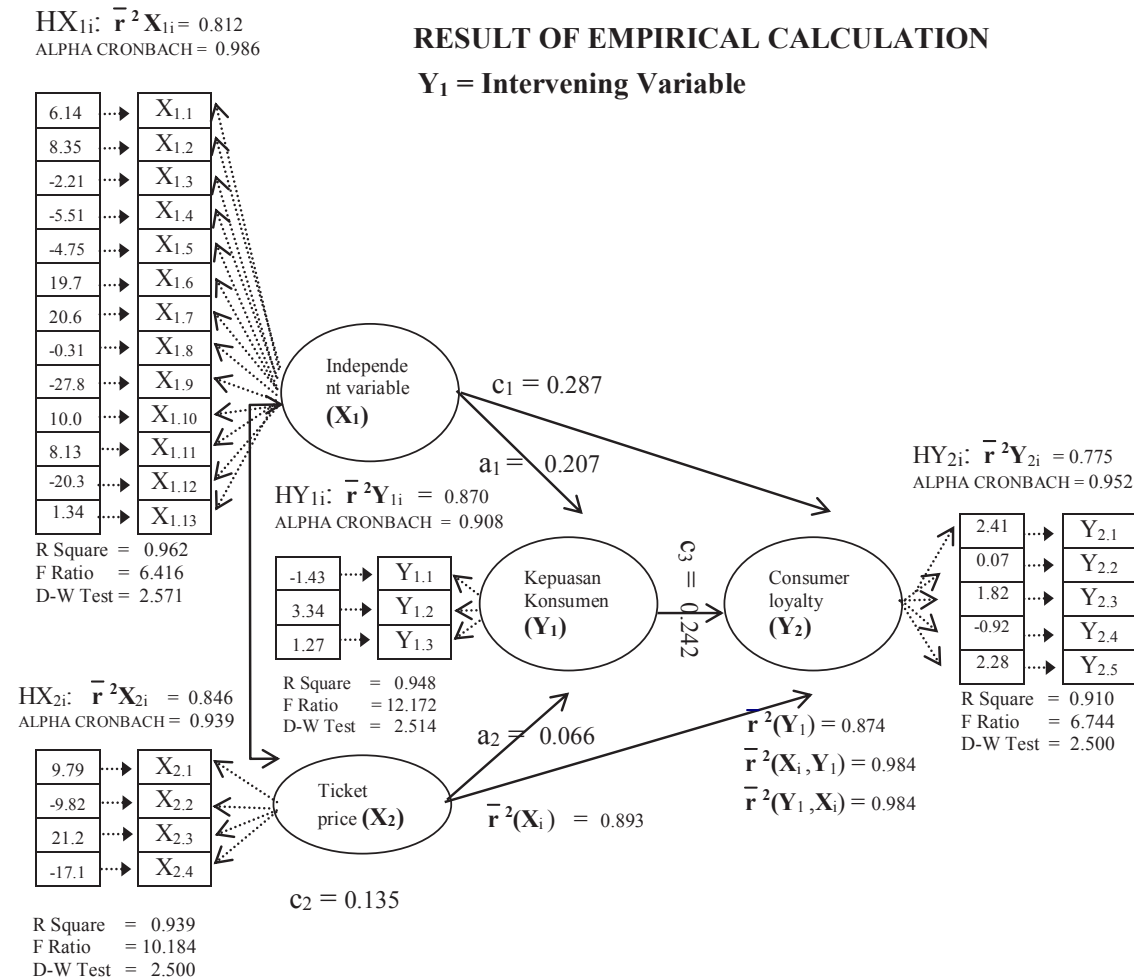 HX1i: r̄ ² X1i = 0.812
ALPHA CRONBACH = 0.986
RESULT OF EMPIRICAL CALCULATION
Y1 = Intervening Variable
6.14 X1.1
8.35 X1.2
-2.21 X1.3
-5.51 X1.4
-4.75 X1.5
19.7 X1.6
20.6 X1.7
-0.31 X1.8
-27.8 X1.9
10.0 X1.10
8.13 X1.11
-20.3 X1.12
1.34 X1.13
R Square = 0.962
F Ratio = 6.416
D-W Test = 2.571
Independe
nt variable
(X1)
c1 = 0.287
a1 = 0.207
HY1i: r̄ ²Y1i = 0.870
ALPHA CRONBACH = 0.908
-1.43 Y1.1
3.34 Y1.2
1.27 Y1.3
R Square = 0.948
F Ratio = 12.172
D-W Test = 2.514
Kepuasan
Konsumen
(Y1)
c3 = 0.242
Consumer
loyalty
(Y2)
HY2i: r̄ ²Y2i = 0.775
ALPHA CRONBACH = 0.952
2.41 Y2.1
0.07 Y2.2
1.82 Y2.3
-0.92 Y2.4
2.28 Y2.5
R Square = 0.910
F Ratio = 6.744
D-W Test = 2.500
HX2i: r̄ ²X2i = 0.846
ALPHA CRONBACH = 0.939
9.79 X2.1
-9.82 X2.2
21.2 X2.3
-17.1 X2.4
R Square = 0.939
F Ratio = 10.184
D-W Test = 2.500
Ticket
price (X2)
a2 = 0.066
r̄ ²(Xi) = 0.893
r̄ ²(Y1) = 0.874
r̄ ²(Xi ,Y1) = 0.984
r̄ ²(Y1 ,Xi) = 0.984
c2 = 0.135